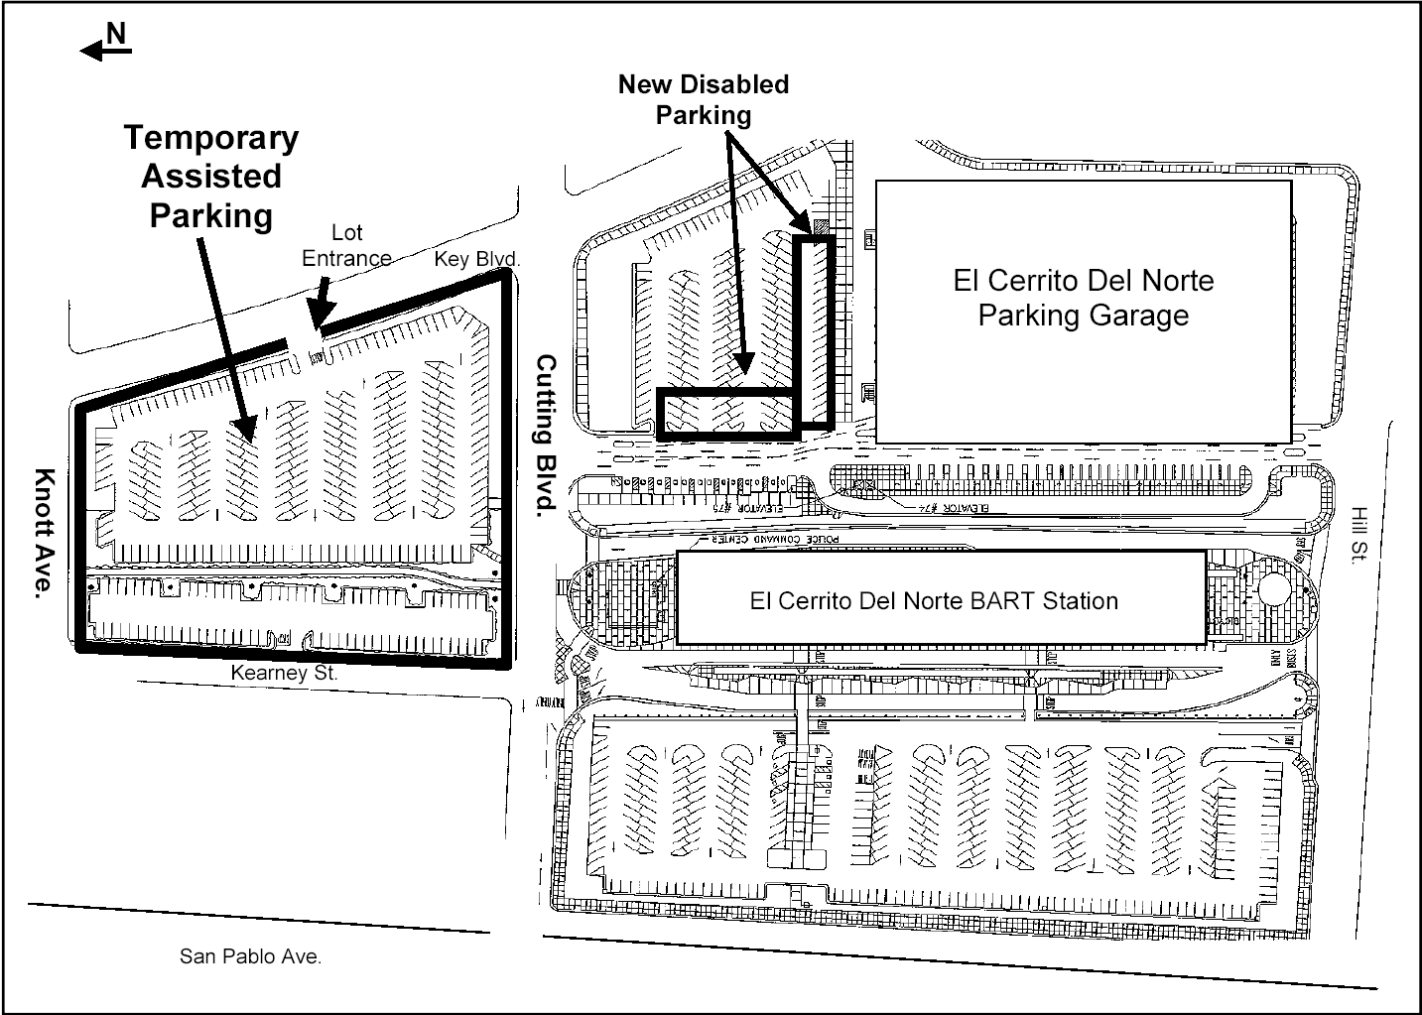 N
New Disabled
Parking
Temporary
Assisted
Parking
Lot
Entrance
Key Blvd.
El Cerrito Del Norte
Parking Garage
Cutting Blvd.
Knott Ave.
ELEVATOR #75
ELEVATOR #74
Hill St.
POLICE COMMAND CENTER
El Cerrito Del Norte BART Station
BUSES
ONLY
Kearney St.
San Pablo Ave.